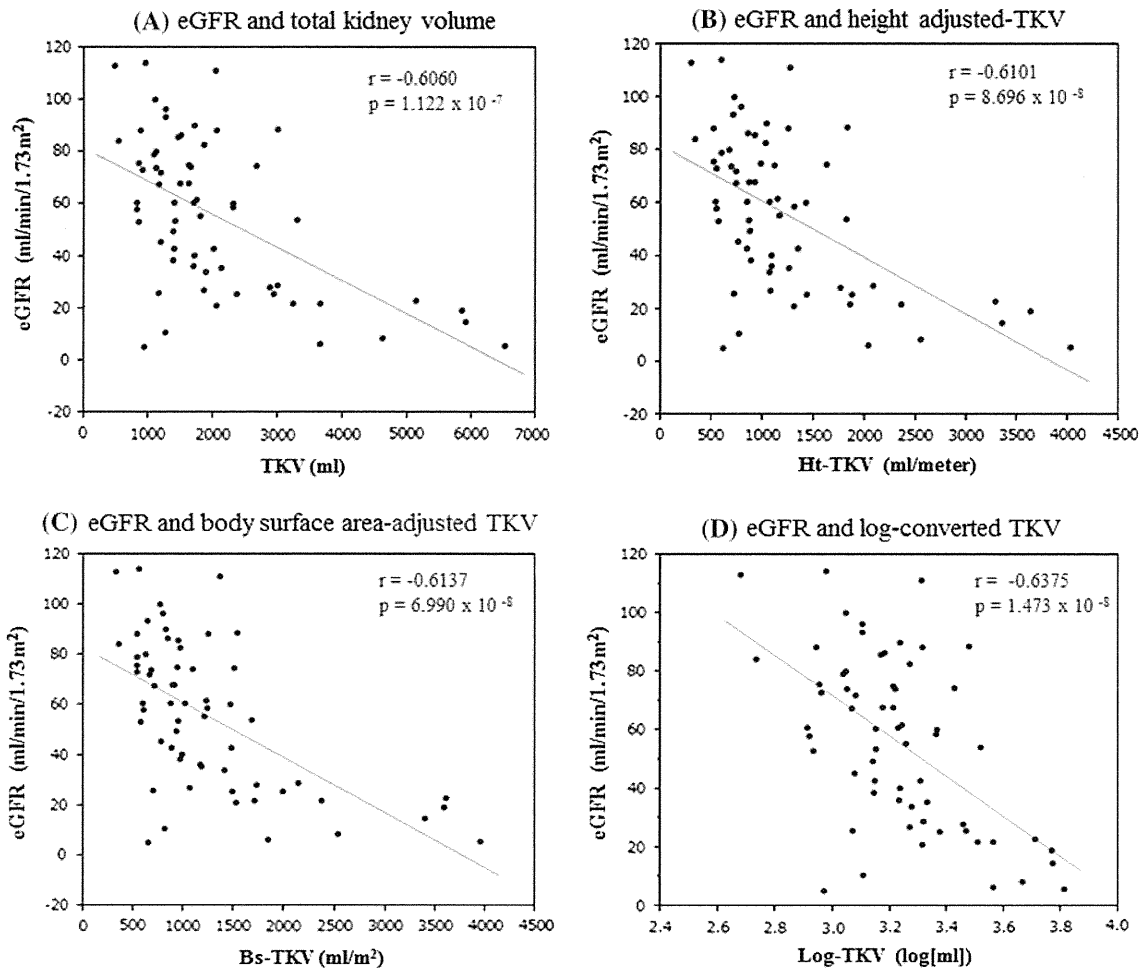 (A) eGFR and total kidney volume
r = -0.6060
p = 1.122 x 10 -7
eGFR (ml/min/1.73m2)
120
100
80
60
40
20
0
-20
0 1000 2000 3000 4000 5000 6000 7000
TKV (ml)
(B) eGFR and height adjusted-TKV
r = -0.6101
p = 8.696 x 10 -8
eGFR (ml/min/1.73m2)
120
100
80
60
40
20
0
-20
0 500 1000 1500 2000 2500 3000 3500 4000 4500
Ht-TKV (ml/meter)
(C) eGFR and body surface area-adjusted TKV
r = -0.6137
p = 6.990 x 10 -8
eGFR (ml/min/1.73m2)
120
100
80
60
40
20
0
-20
0 500 1000 1500 2000 2500 3000 3500 4000 4500
Bs-TKV (ml/m2)
(D) eGFR and log-converted TKV
r = -0.6375
p = 1.473 x 10 -8
eGFR (ml/min/1.73m2)
120
100
80
60
40
20
0
2.4 2.6 2.8 3.0 3.2 3.4 3.6 3.8 4.0
Log-TKV (log[ml])